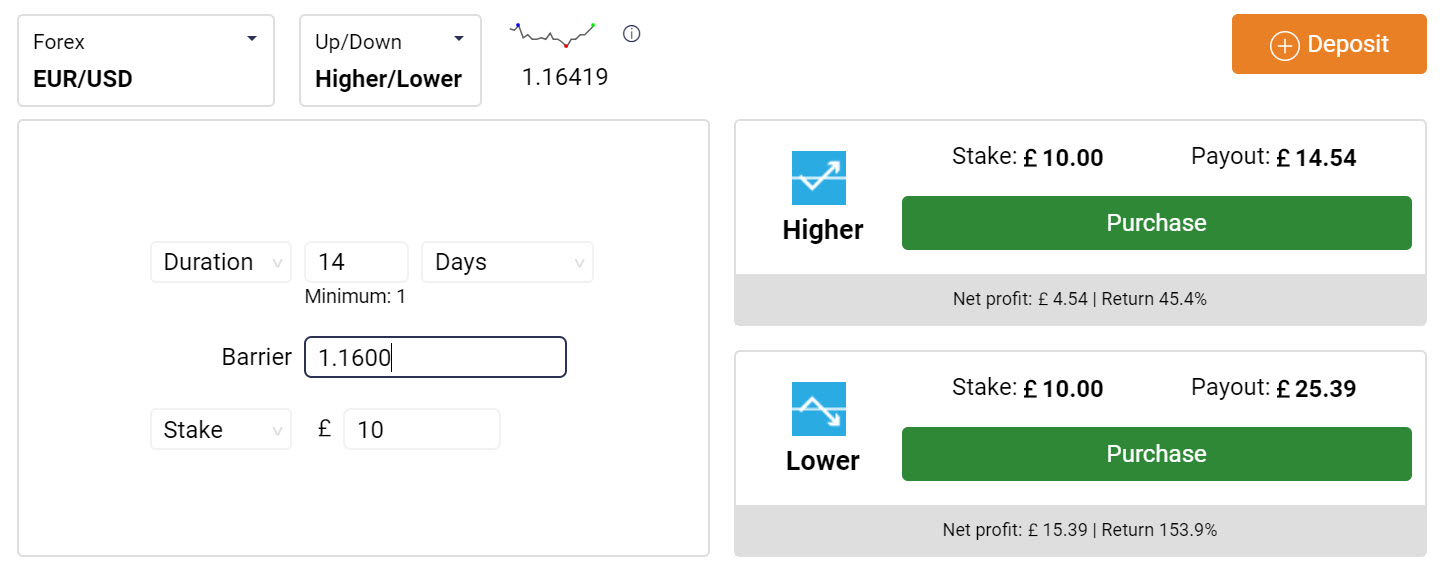 Forex
EUR/USD
Up/Down
Higher/Lower
1.16419
Deposit
Duration
14
Days
Minimum: 1
Barrier
1.1600
Stake
£
10
Higher
Stake: £ 10.00
Payout: £ 14.54
Purchase
Net profit: £ 4.54 | Return 45.4%
Lower
Stake: £ 10.00
Payout: £ 25.39
Purchase
Net profit: £ 15.39 | Return 153.9%